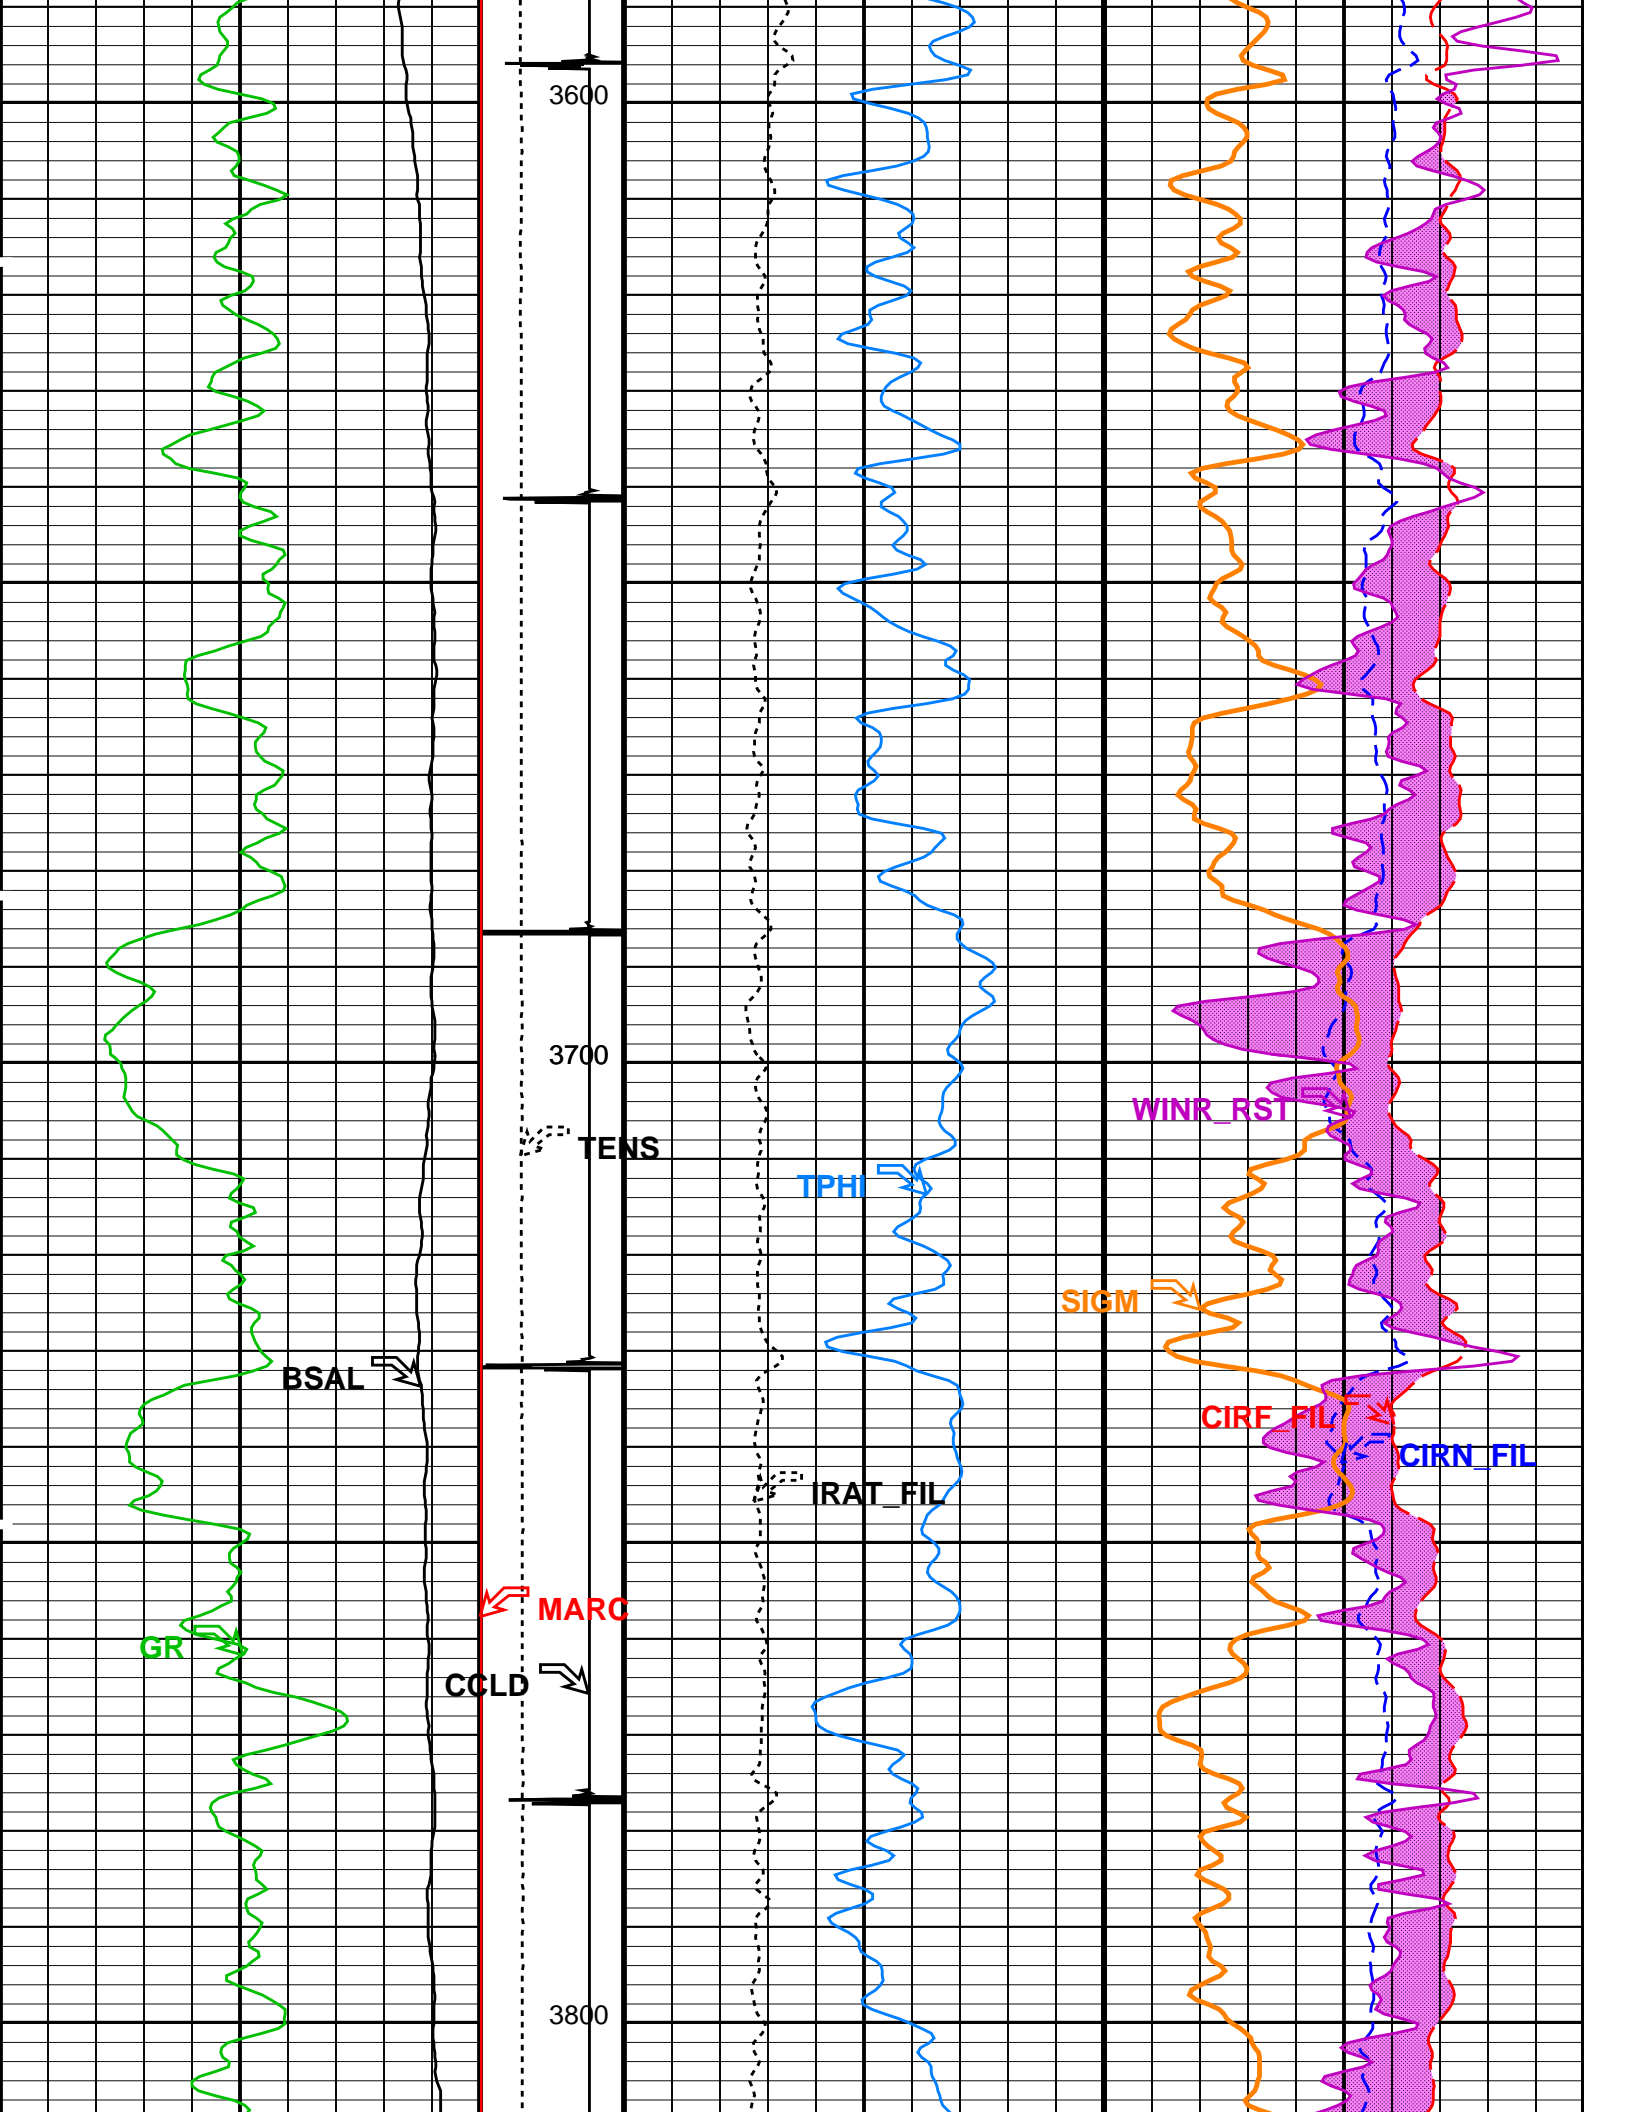 3600
3700
WINR_RST
TENS
TPHI
SIGM
BSAL
CIRF_FIL
CIRN_FIL
IRAT_FIL
MARC
GR
CCLD
3800